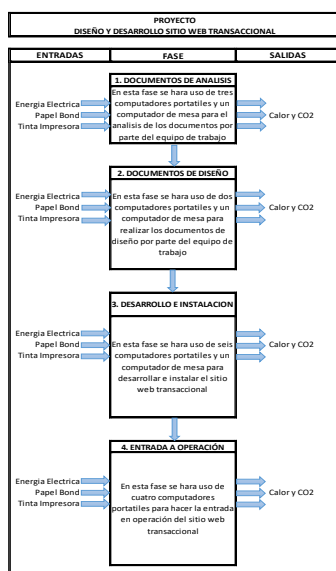 PROYECTO
DISEÑO Y DESARROLLO SITIO WEB TRANSACCIONAL
ENTRADAS
FASE
SALIDAS
1. DOCUMENTOS DE ANALISIS
Energia Electrica
Papel Bond
Tinta Impresora
En esta fase se hara uso de tres
computadores portatiles y un
computador de mesa para el
analisis de los documentos por
parte del equipo de trabajo
Calor y CO2
2. DOCUMENTOS DE DISEÑO
Energia Electrica
Papel Bond
Tinta Impresora
En esta fase se hara uso de dos
computadores portatiles y un
computador de mesa para
realizar los documentos de
diseño por parte del equipo de
trabajo
Calor y CO2
3. DESARROLLO E INSTALACION
Energia Electrica
Papel Bond
Tinta Impresora
En esta fase se hara uso de seis
computadores portatiles y un
computador de mesa para
desarrollar e instalar el sitio
web transaccional
Calor y CO2
4. ENTRADA A OPERACIÓN
Energia Electrica
Papel Bond
Tinta Impresora
En esta fase se hara uso de
cuatro computadores
portatiles para hacer la entrada
en operación del sitio web
transaccional
Calor y CO2